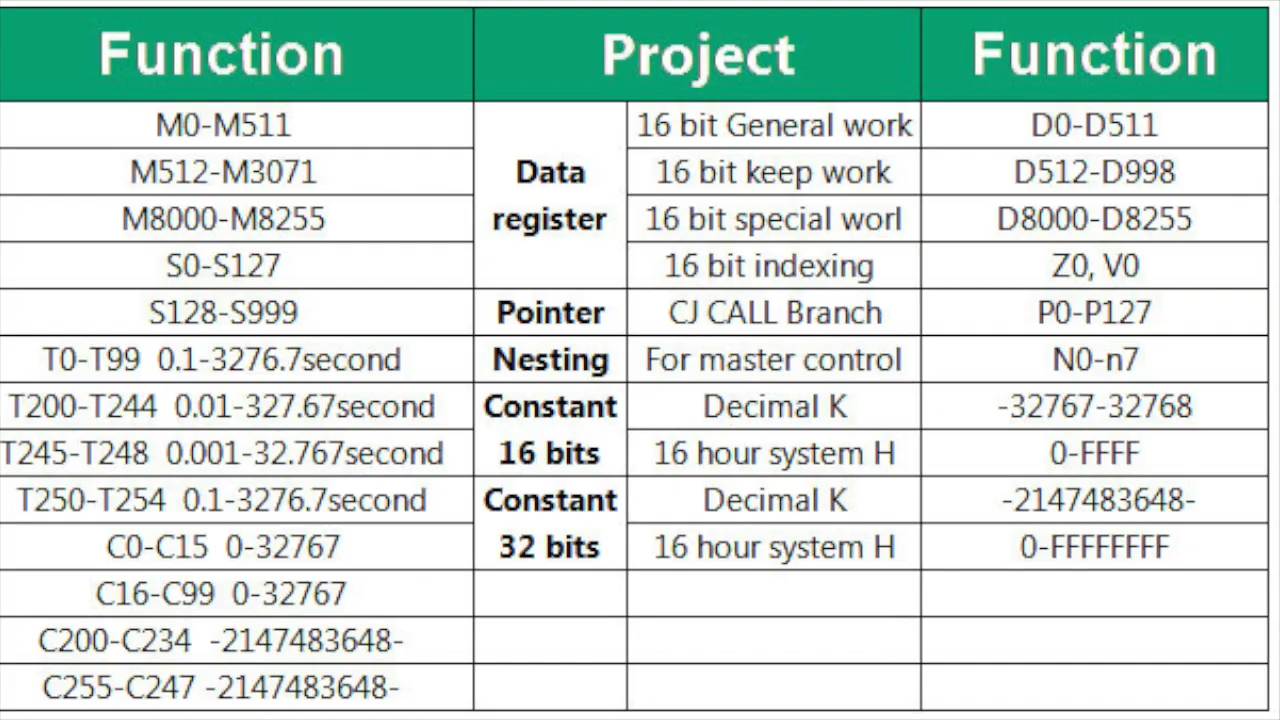 Function Project Function
M0-M511 16 bit General work D0-D511
M512-M3071 Data 16 bit keep work D512-D998
M8000-M8255 register 16 bit special worl D8000-D8255
S0-S127 16 bit indexing Z0, V0
S128-S999 Pointer CJ CALL Branch P0-P127
T0-T99 0.1-3276.7second Nesting For master control N0-n7
T200-T244 0.01-327.67second Constant Decimal K -32767-32768
T245-T248 0.001-32.767second 16 bits 16 hour system H 0-FFFF
T250-T254 0.1-3276.7second Constant Decimal K -2147483648-
C0-C15 0-32767 32 bits 16 hour system H 0-FFFFFFFF
C16-C99 0-32767
C200-C234 -2147483648-
C255-C247 -2147483648-